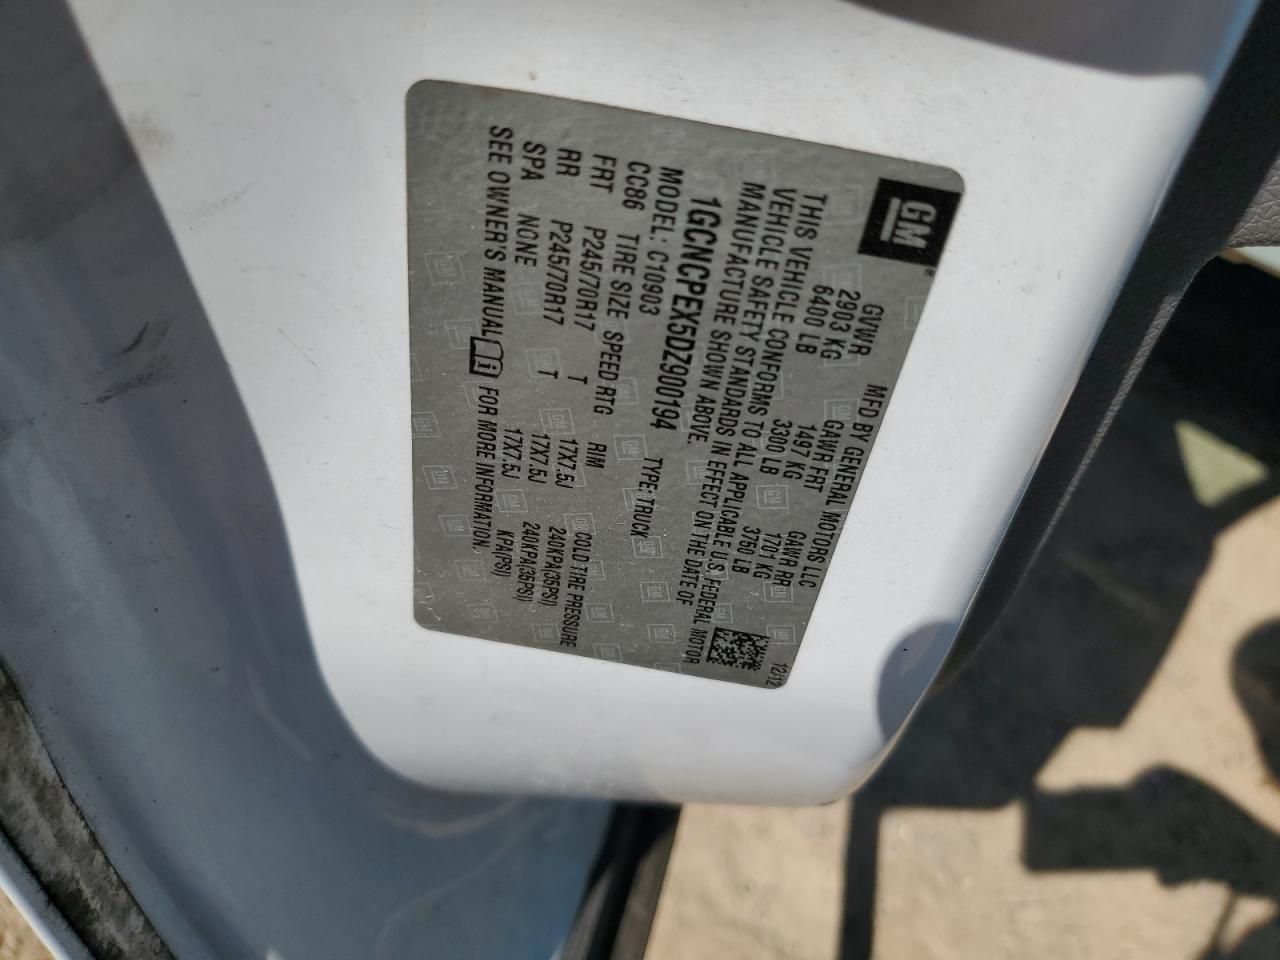 GM
MFD BY GENERAL MOTORS LLC
12/12
GVWR GAWR FRT GAWR RR
2903 KG 1497 KG 1701 KG
6400 LB 3300 LB 3750 LB
THIS VEHICLE CONFORMS TO ALL APPLICABLE U.S. FEDERAL MOTOR
VEHICLE SAFETY STANDARDS IN EFFECT ON THE DATE OF
MANUFACTURE SHOWN ABOVE.
1GCNCPEX5DZ900194 TYPE: TRUCK
MODEL: C10903
CC86 TIRE SIZE SPEED RTG RIM COLD TIRE PRESSURE
FRT P245/70R17 T 17X7.5J 240KPA(35PSI)
RR P245/70R17 T 17X7.5J 240KPA(35PSI)
SPA NONE 17X7.5J KPA(PSI)
SEE OWNER'S MANUAL FOR MORE INFORMATION.